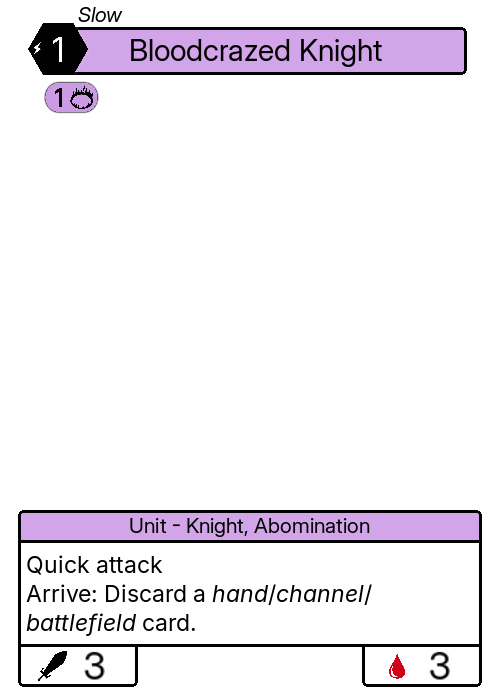 Slow
1 Bloodcrazed Knight
1
Unit - Knight, Abomination
Quick attack
Arrive: Discard a hand/channel/
battlefield card.
3 3